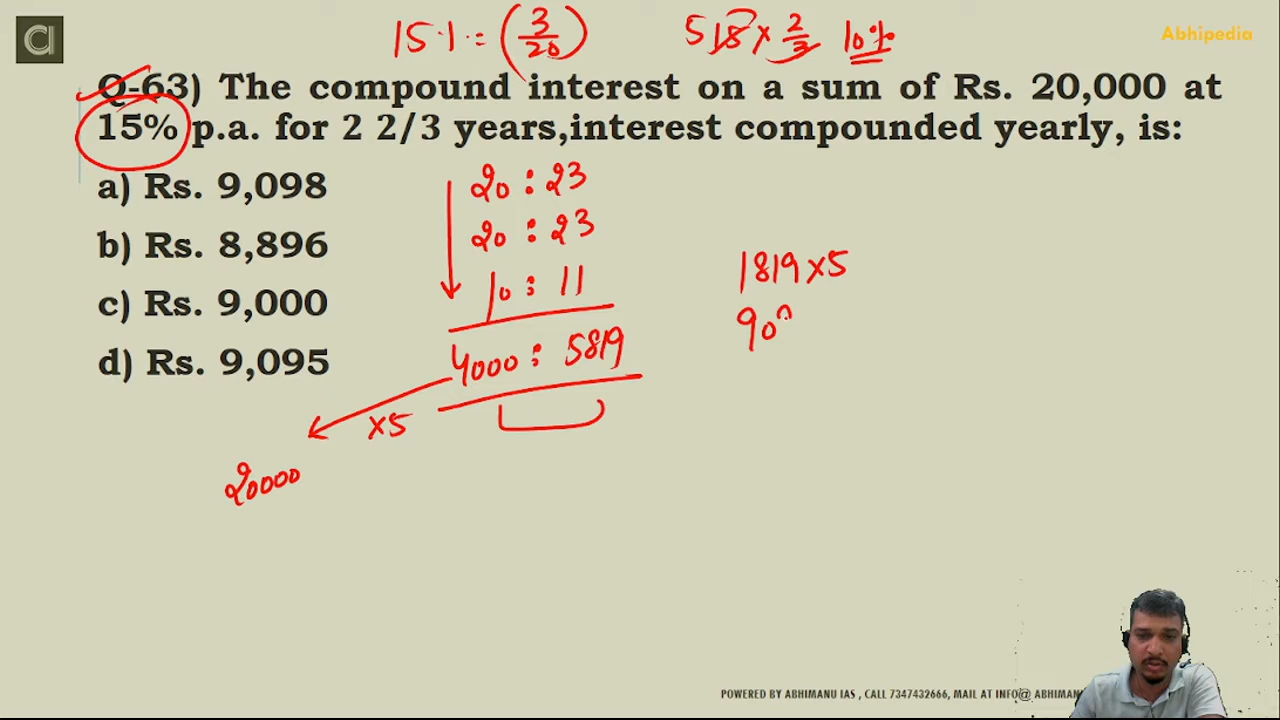 15·1· = (3/20) 518 x 2/3 10%
Abhipedia
Q-63) The compound interest on a sum of Rs. 20,000 at
15% p.a. for 2 2/3 years,interest compounded yearly, is:
a) Rs. 9,098
b) Rs. 8,896
c) Rs. 9,000
d) Rs. 9,095
20 : 23
20 : 23
10 : 11
4000 : 5819
x5
20000
1819 x 5
90
POWERED BY ABHIMANU IAS , CALL 7347432666, MAIL AT INFO@ ABHIMAN